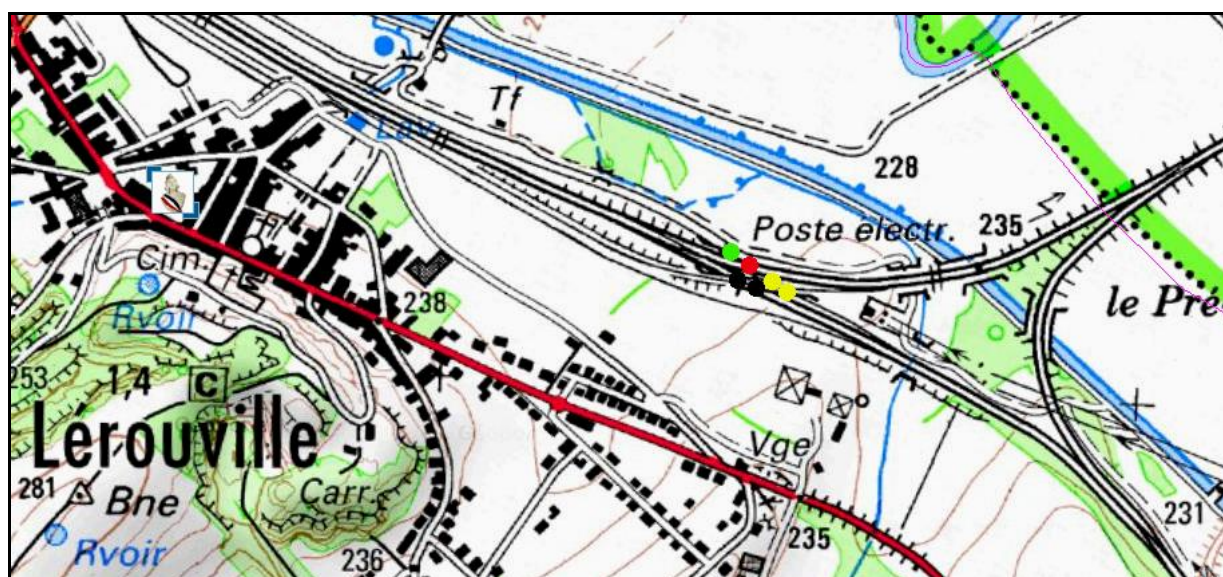 Tf
Lav.
228
Poste électr.
235
Cim.
Rvoir
238
le Pré
253
1,4
C
Lérouville
Vge
281
Bne
Carr.
Rvoir
236
235
231